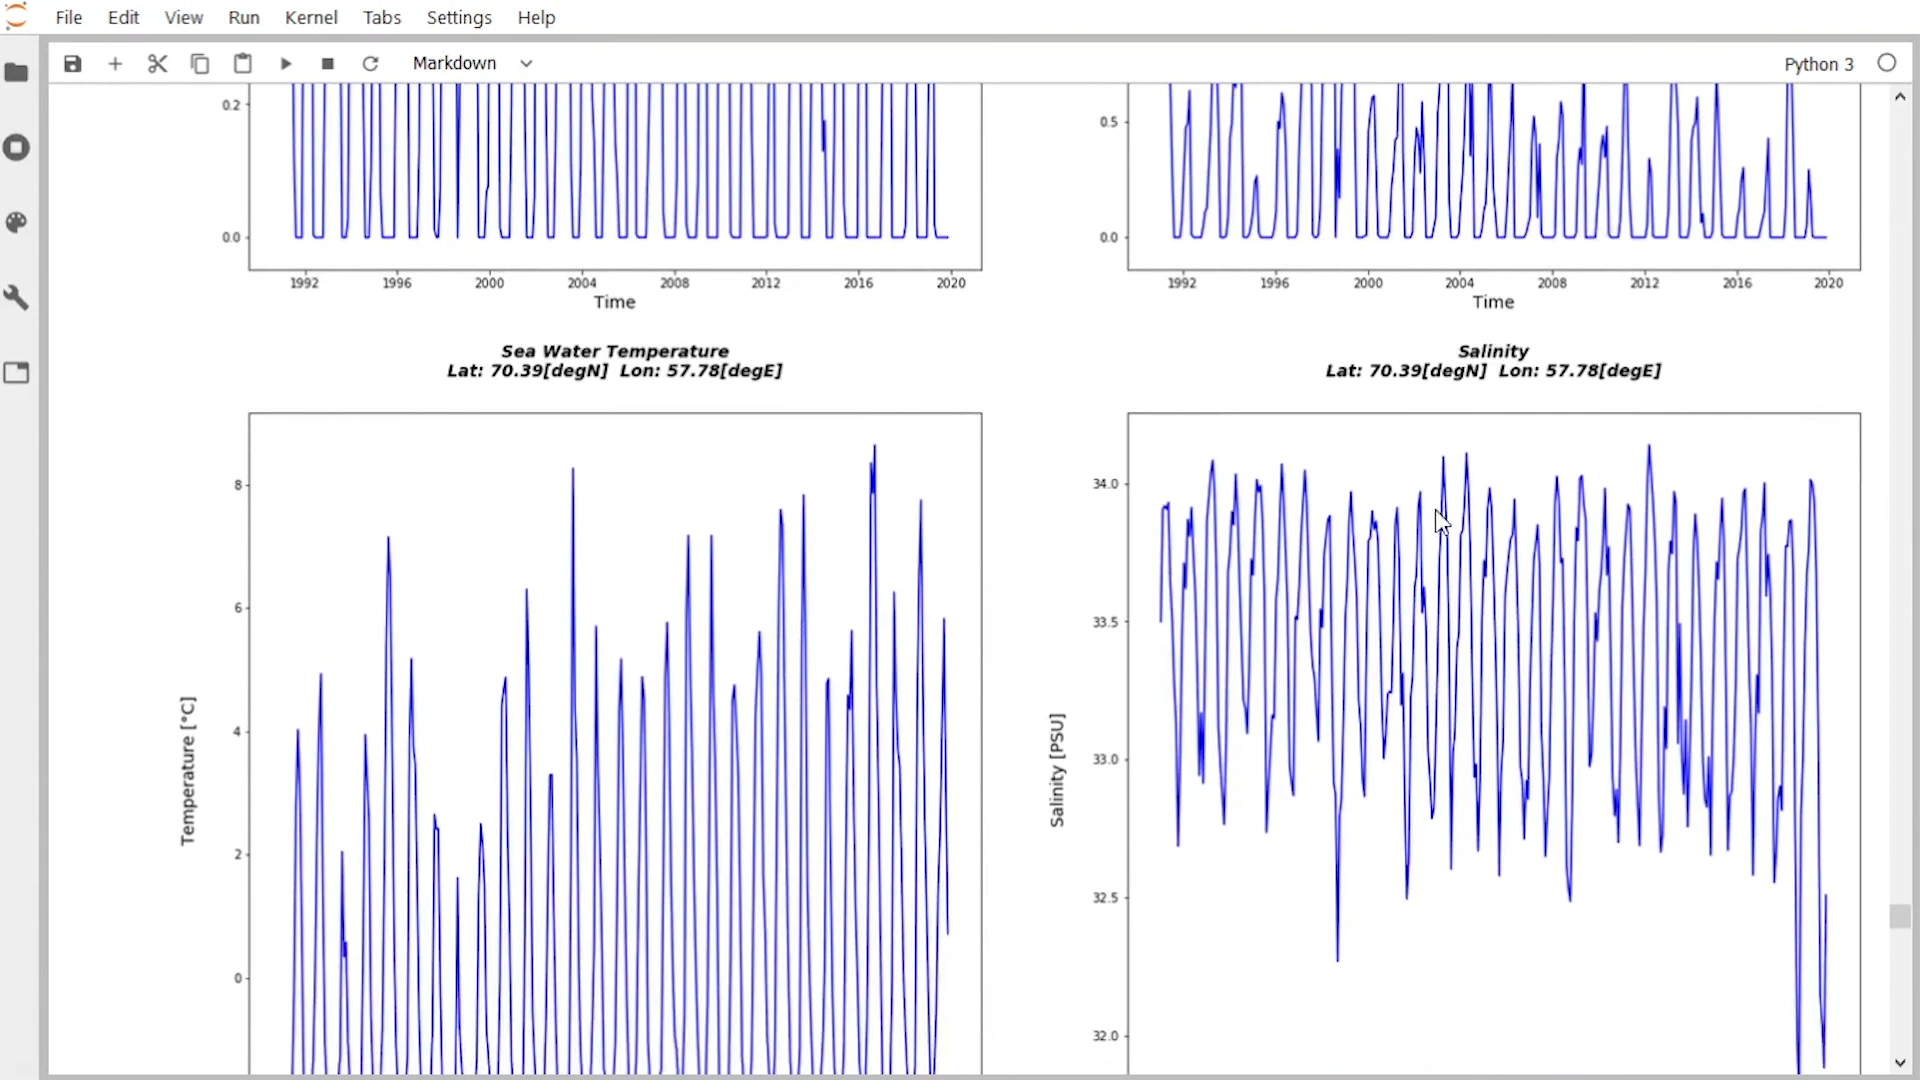 File Edit View Run Kernel Tabs Settings Help
Markdown
Python 3
0.2
0.0
1992 1996 2000 2004 2008 2012 2016 2020
Time
0.5
0.0
1992 1996 2000 2004 2008 2012 2016 2020
Time
Sea Water Temperature
Lat: 70.39[degN] Lon: 57.78[degE]
8
6
4
2
0
Temperature [°C]
Salinity
Lat: 70.39[degN] Lon: 57.78[degE]
34.0
33.5
33.0
32.5
32.0
Salinity [PSU]